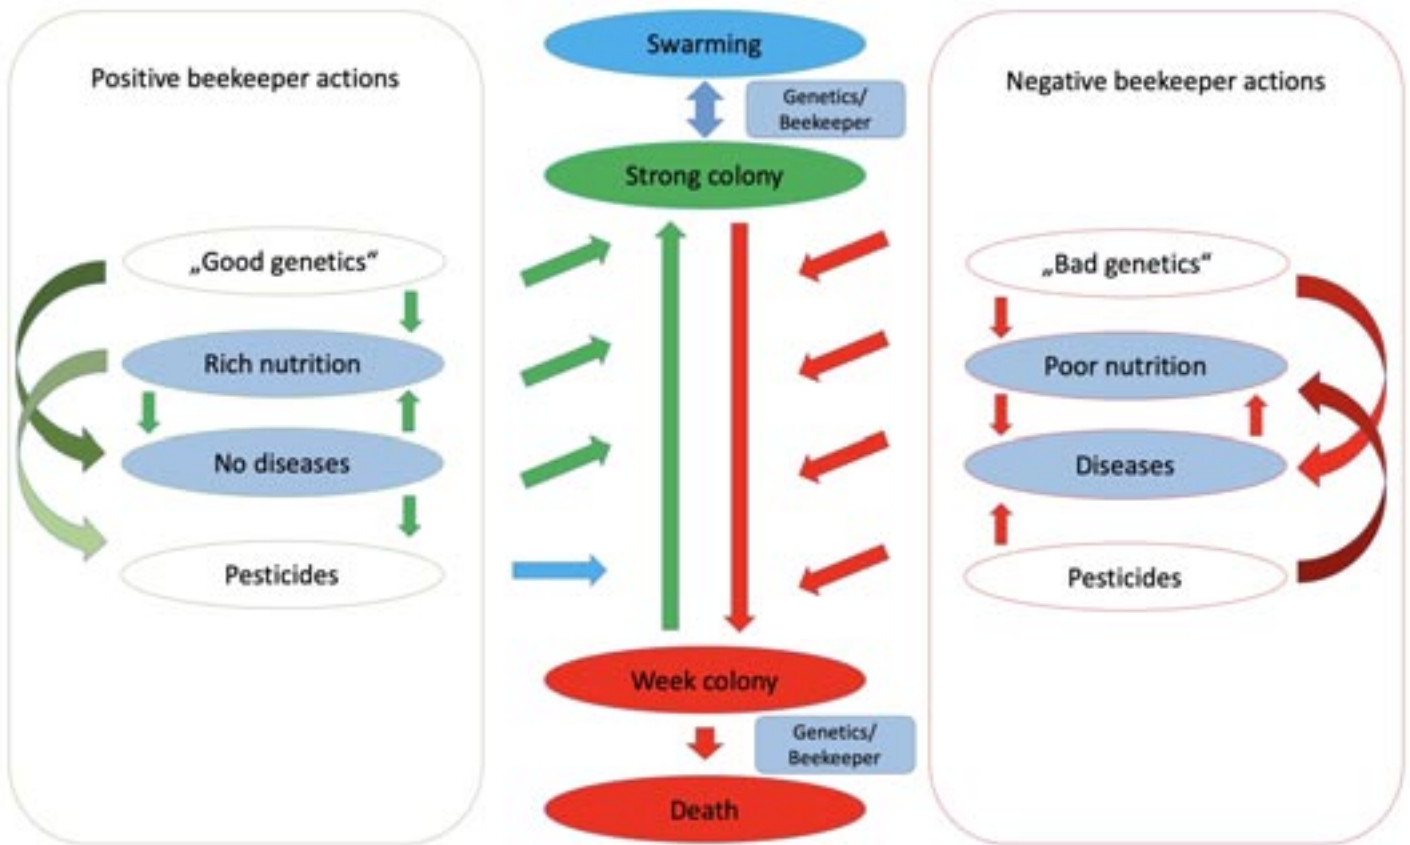 Positive beekeeper actions
„Good genetics“
Rich nutrition
No diseases
Pesticides
Swarming
Genetics/
Beekeeper
Strong colony
Week colony
Genetics/
Beekeeper
Death
Negative beekeeper actions
„Bad genetics“
Poor nutrition
Diseases
Pesticides